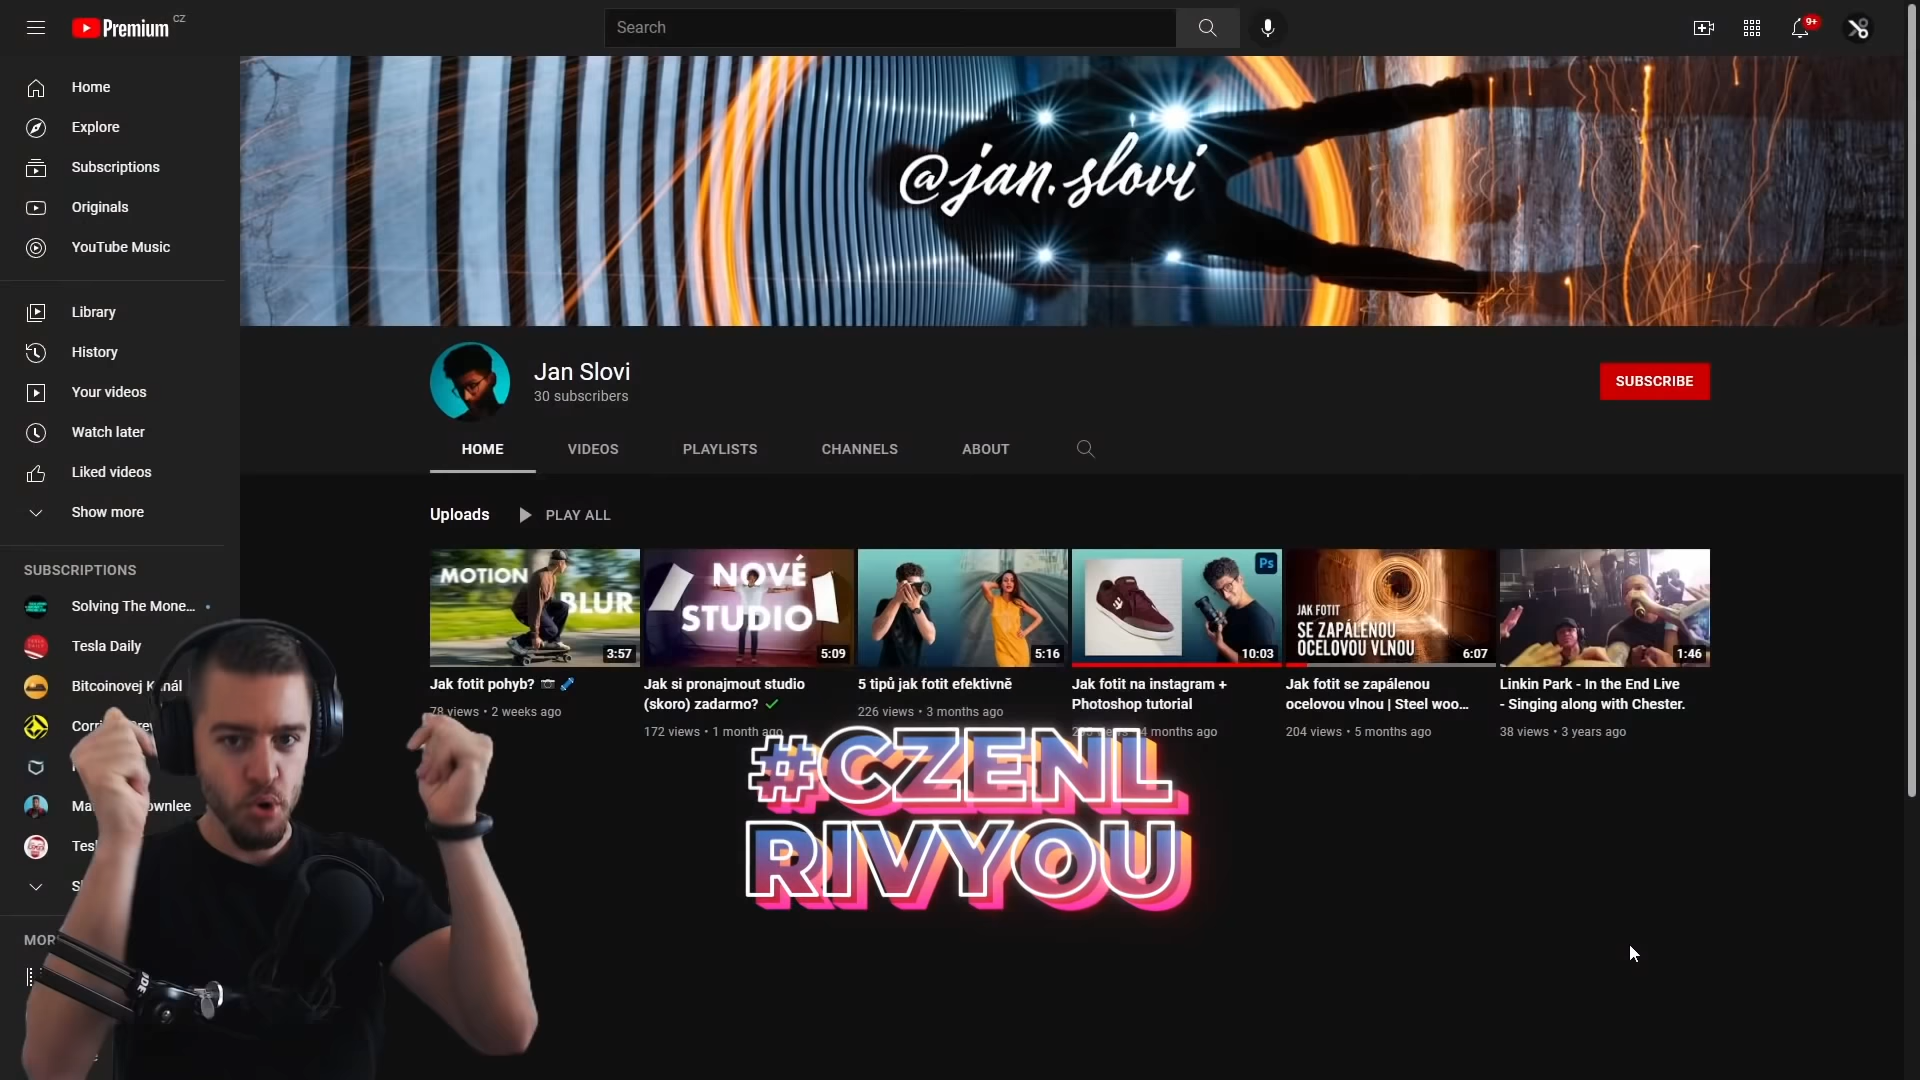 Premium CZ
Search
9+
Home
Explore
Subscriptions
Originals
YouTube Music
Library
History
Your videos
Watch later
Liked videos
Show more
SUBSCRIPTIONS
Solving The Mone...
Tesla Daily
Bitcoinovej
@jan.slovi
Jan Slovi
30 subscribers
SUBSCRIBE
HOME
VIDEOS
PLAYLISTS
CHANNELS
ABOUT
Uploads
PLAY ALL
MOTION
BLUR
3:57
Jak fotit pohyb?
78 views • 2 weeks ago
NOVÉ
STUDIO
5:09
Jak si pronajmout studio
(skoro) zadarmo?
172 views • 1 month ago
5:16
5 tipů jak fotit efektivně
226 views • 3 months ago
Ps
10:03
Jak fotit na instagram +
Photoshop tutorial
4 months ago
JAK FOTIT
SE ZAPÁLENOU
OCELOVOU VLNOU
6:07
Jak fotit se zapálenou
ocelovou vlnou | Steel woo...
204 views • 5 months ago
1:46
Linkin Park - In the End Live
- Singing along with Chester.
38 views • 3 years ago
#CZENL
RIVYOU